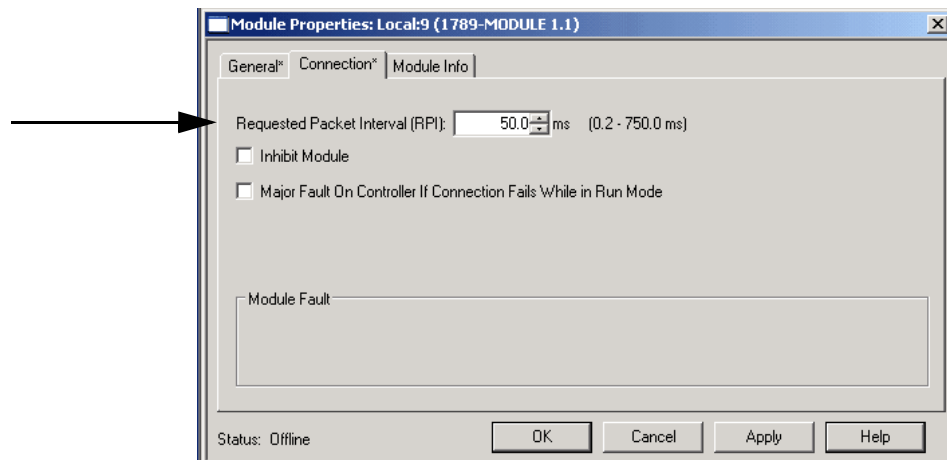 Module Properties: Local:9 (1789-MODULE 1.1)
General* Connection* Module Info
Requested Packet Interval (RPI): 50.0 ms (0.2 - 750.0 ms)
Inhibit Module
Major Fault On Controller If Connection Fails While in Run Mode
Module Fault
Status: Offline OK Cancel Apply Help